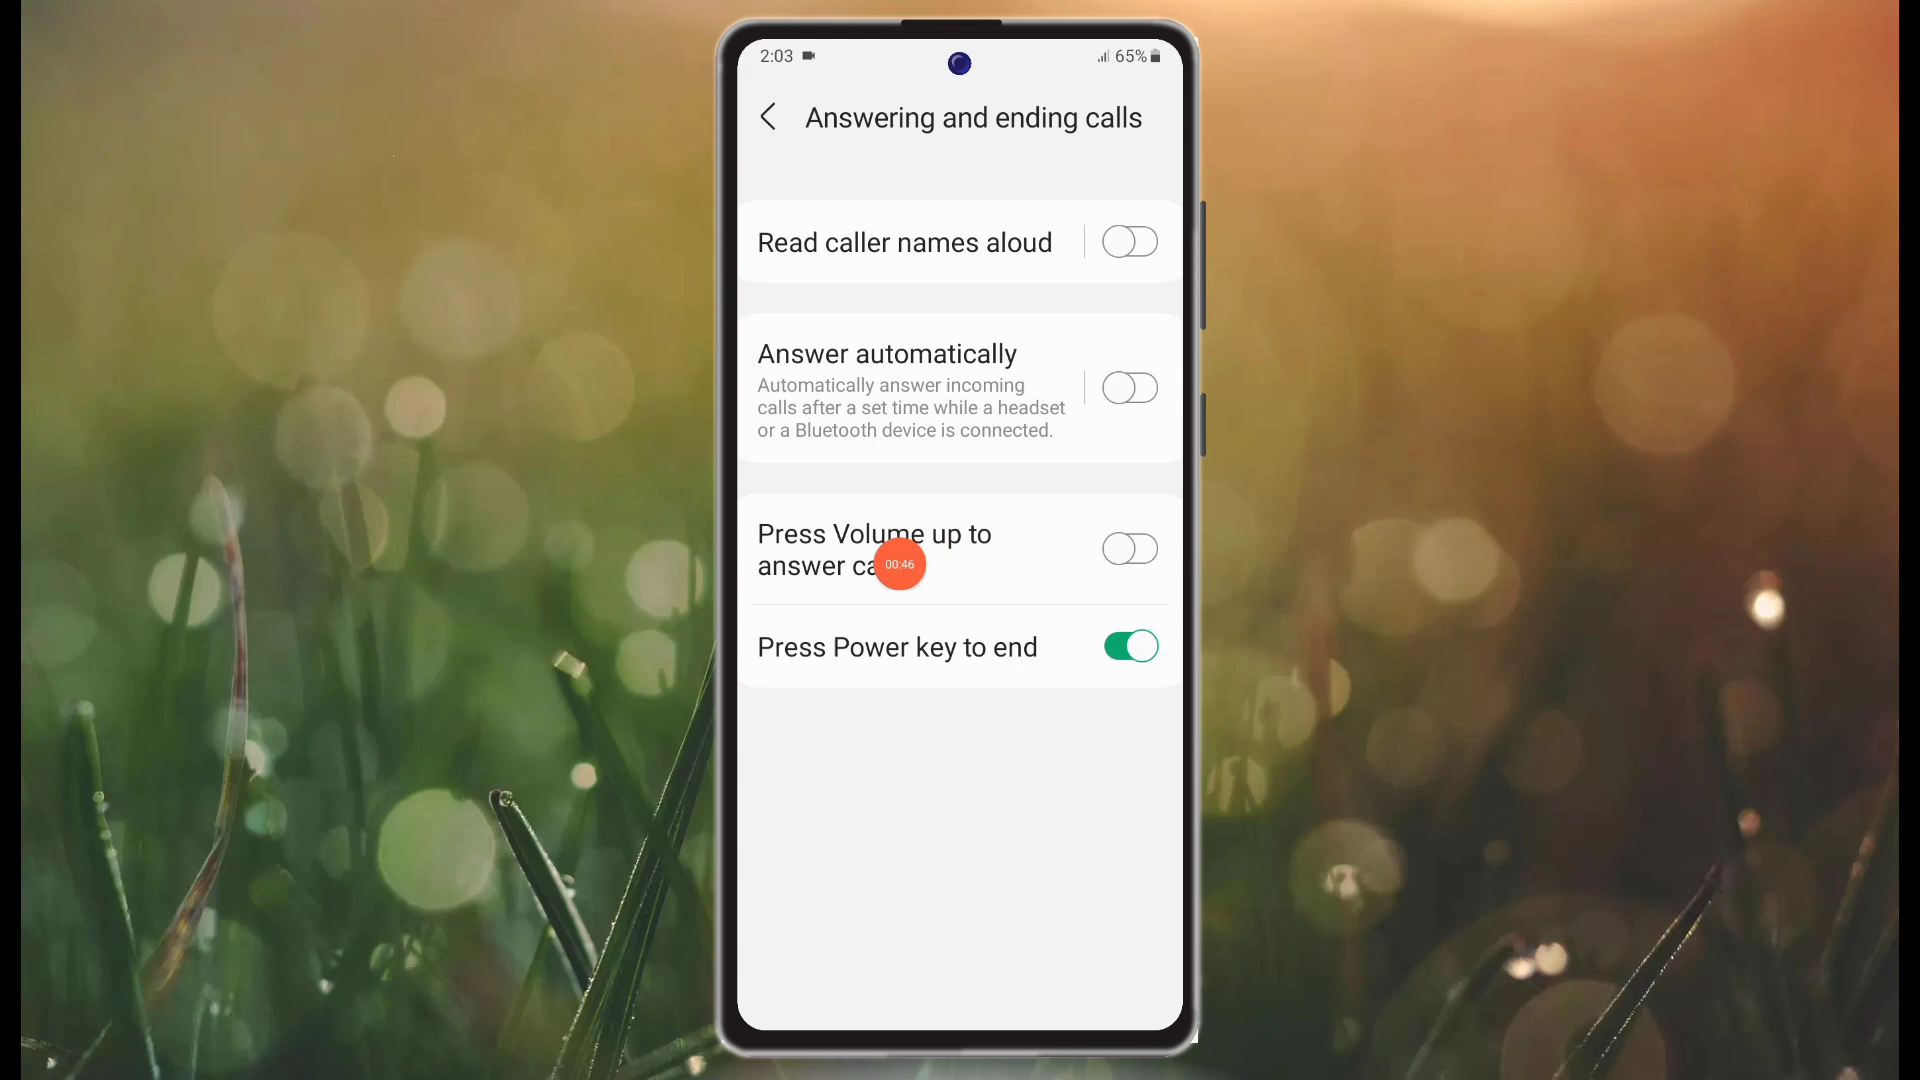 2:03 65%
Answering and ending calls
Read caller names aloud
Answer automatically
Automatically answer incoming
calls after a set time while a headset
or a Bluetooth device is connected.
Press Volume up to
answer ca
00:46
Press Power key to end